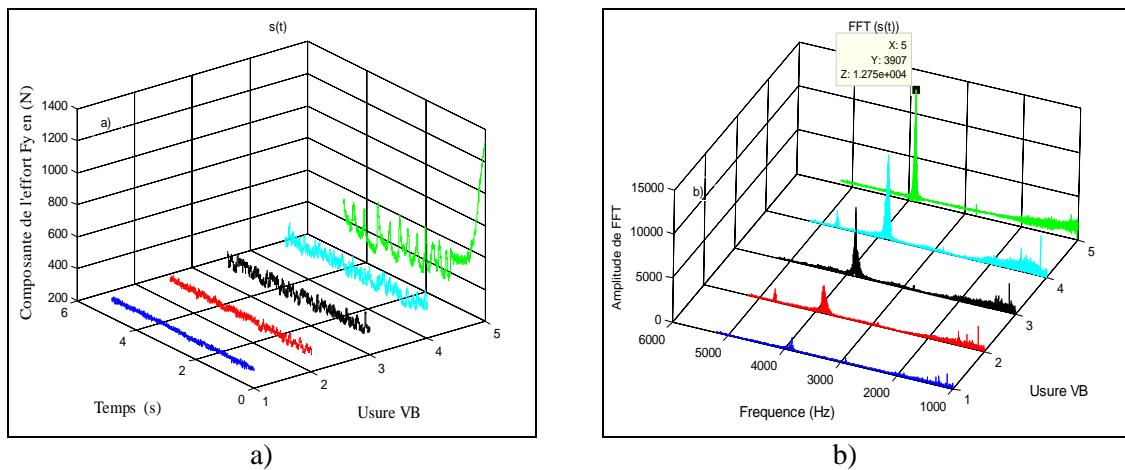 s(t)
Composante de l'effort Fy en (N)
1400
1200
1000
800
600
400
200
a)
6
4
2
0
Temps (s)
1
2
3
4
5
Usure VB
a)
FFT (s(t))
X: 5
Y: 3907
Z: 1.275e+004
Amplitude de FFT
15000
10000
5000
0
b)
6000
5000
4000
3000
2000
1000
Frequence (Hz)
1
2
3
4
5
Usure VB
b)